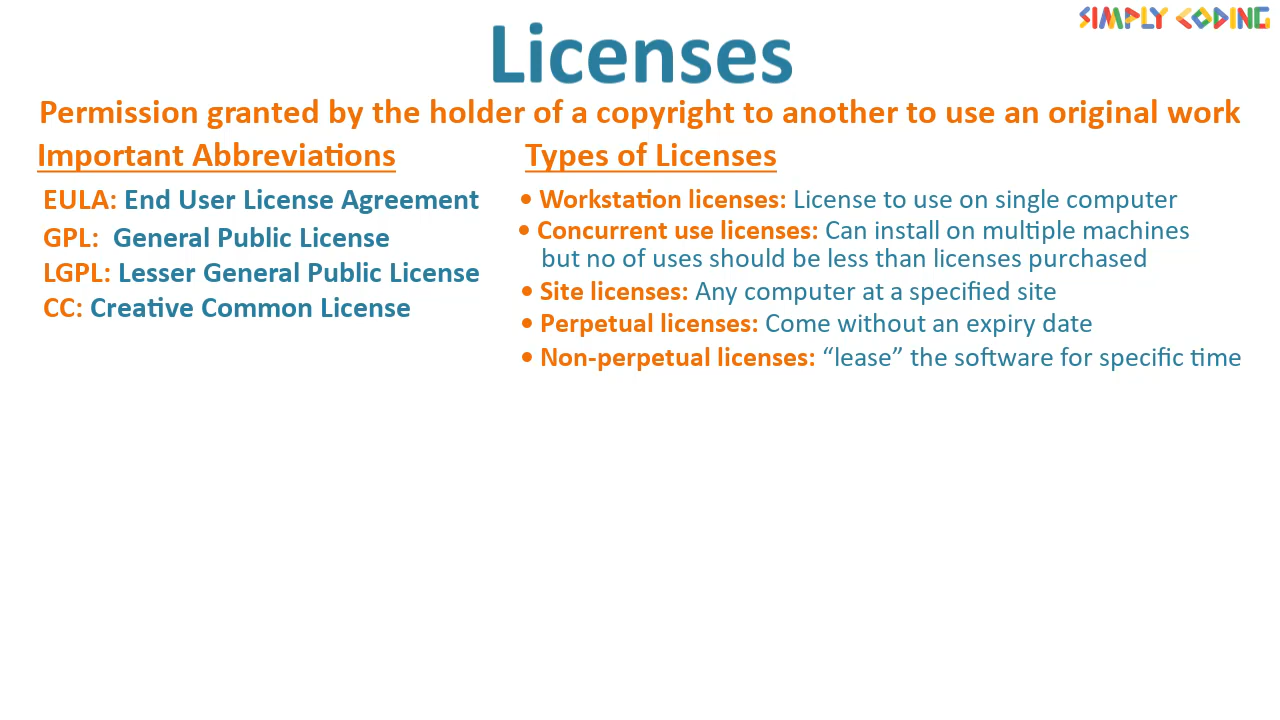 SIMPLY CODING
Licenses
Permission granted by the holder of a copyright to another to use an original work
Important Abbreviations
EULA: End User License Agreement
GPL: General Public License
LGPL: Lesser General Public License
CC: Creative Common License
Types of Licenses
• Workstation licenses: License to use on single computer
• Concurrent use licenses: Can install on multiple machines
but no of uses should be less than licenses purchased
• Site licenses: Any computer at a specified site
• Perpetual licenses: Come without an expiry date
• Non-perpetual licenses: “lease” the software for specific time